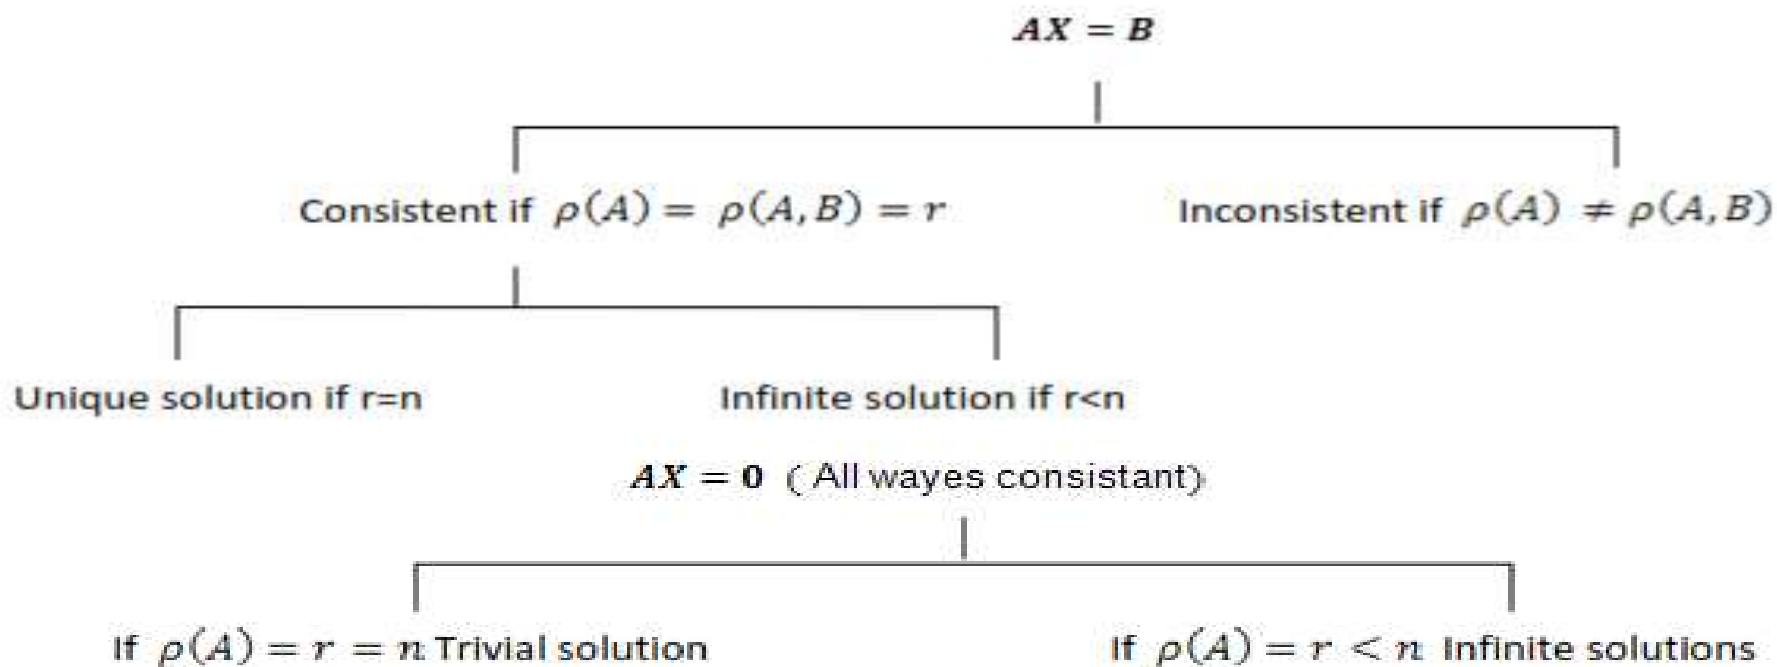 AX = B
Consistent if ρ(A) = ρ(A, B) = r
Inconsistent if ρ(A) ≠ ρ(A, B)
Unique solution if r=n
Infinite solution if r<n
AX = 0 ( All wayes consistant)
If ρ(A) = r = n Trivial solution
If ρ(A) = r < n Infinite solutions